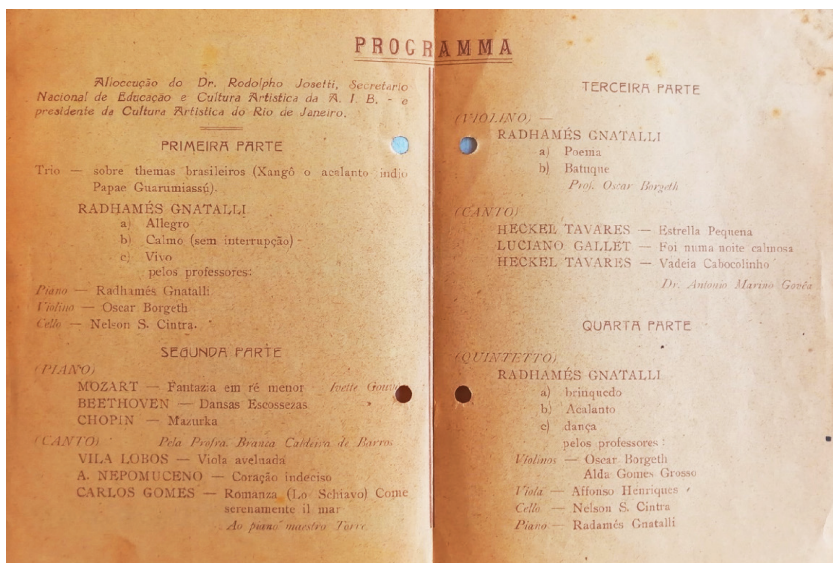 PROGRAMMA
Alloccução do Dr. Rodolpho Josetti, Secretario
Nacional de Educação e Cultura Artistica da A. I. B. - e
presidente da Cultura Artistica do Rio de Janeiro.
PRIMEIRA PARTE
Trio — sobre themas brasileiros (Xangô o acalanto indio
Papae Guarumiassú).
RADHAMÉS GNATALLI
a) Allegro
b) Calmo (sem interrupção) -
c) Vivo
pelos professores:
Piano — Radhamés Gnatalli
Violino — Oscar Borgeth
Cello — Nelson S. Cintra.
SEGUNDA PARTE
(PIANO)
MOZART — Fantazia em ré menor - Ivette
BEETHOVEN — Dansas Escossezas
CHOPIN — Mazurka
(CANTO) Pela Profra. Branca Caldeira de Barros
VILA LOBOS — Viola aveluada
A. NEPOMUCENO — Coração indeciso
CARLOS GOMES — Romanza (Lo Schiavo) Come
serenamente il mar
Ao piano maestro Torre
TERCEIRA PARTE
(VIOLINO) —
RADHAMÉS GNATALLI
a) Poema
b) Batuque
Prof. Oscar Borgeth
(CANTO)
HECKEL TAVARES — Estrella Pequena
LUCIANO GALLET — Foi numa noite calmosa
HECKEL TAVARES — Vadeia Cabocolinho
Dr. Antonio Marino Gouvêa
QUARTA PARTE
(QUINTETTO)
RADHAMÉS GNATALLI
a) brinquedo
b) Acalanto
c) dança
pelos professores:
Violinos — Oscar Borgeth
Alda Gomes Grosso
Viola — Affonso Henriques
Cello — Nelson S. Cintra
Piano — Radamés Gnatalli